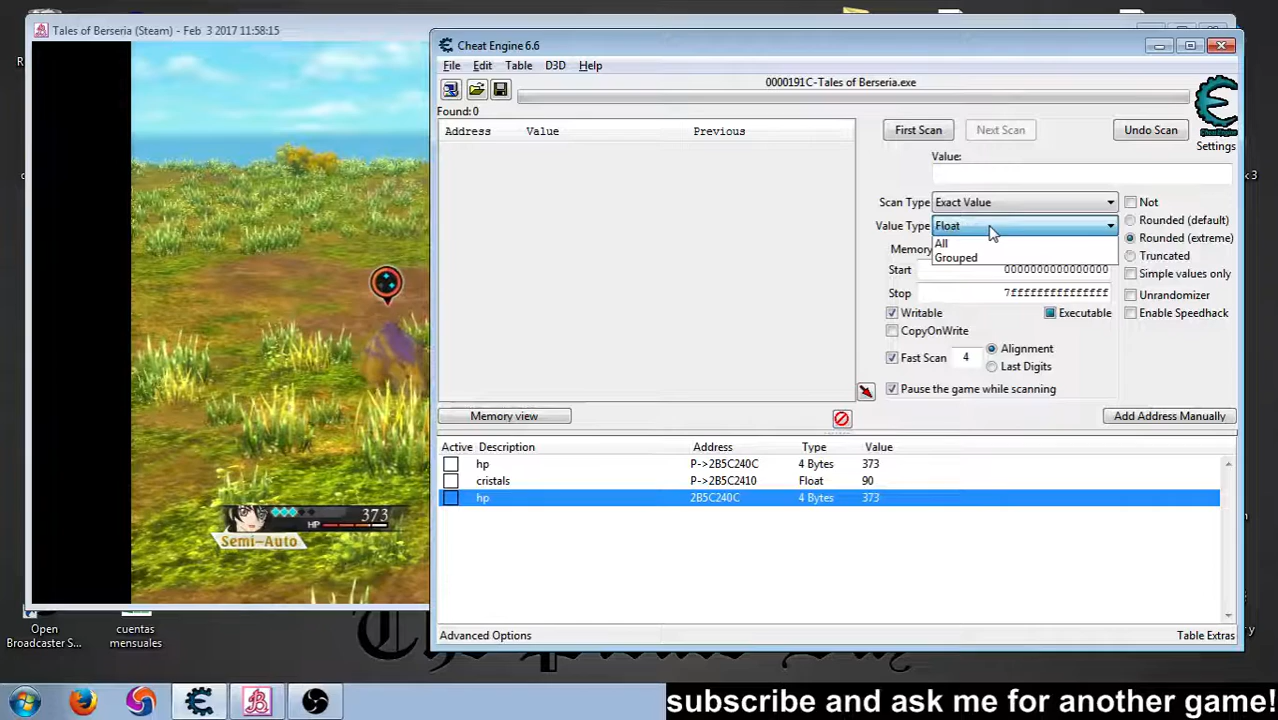 Tales of Berseria (Steam) - Feb 3 2017 11:58:15
Cheat Engine 6.6
File Edit Table D3D Help
0000191C-Tales of Berseria.exe
Found:0
Address Value Previous
First Scan Next Scan Undo Scan
Cheat Engine
Settings
Value:
Scan Type Exact Value
Not
Value Type Float
Rounded (default)
All
Rounded (extreme)
Memory
Grouped
Truncated
Start 0000000000000000
Simple values only
Stop 7fffffffffffffff
Unrandomizer
Writable Executable
Enable Speedhack
CopyOnWrite
Fast Scan 4 Alignment
Last Digits
Pause the game while scanning
Memory view
Add Address Manually
Active Description Address Type Value
hp P->2B5C240C 4 Bytes 373
cristals P->2B5C2410 Float 90
hp 2B5C240C 4 Bytes 373
373
HP
Semi-Auto
Advanced Options Table Extras
Open
Broadcaster S...
cuentas
mensuales
subscribe and ask me for another game!